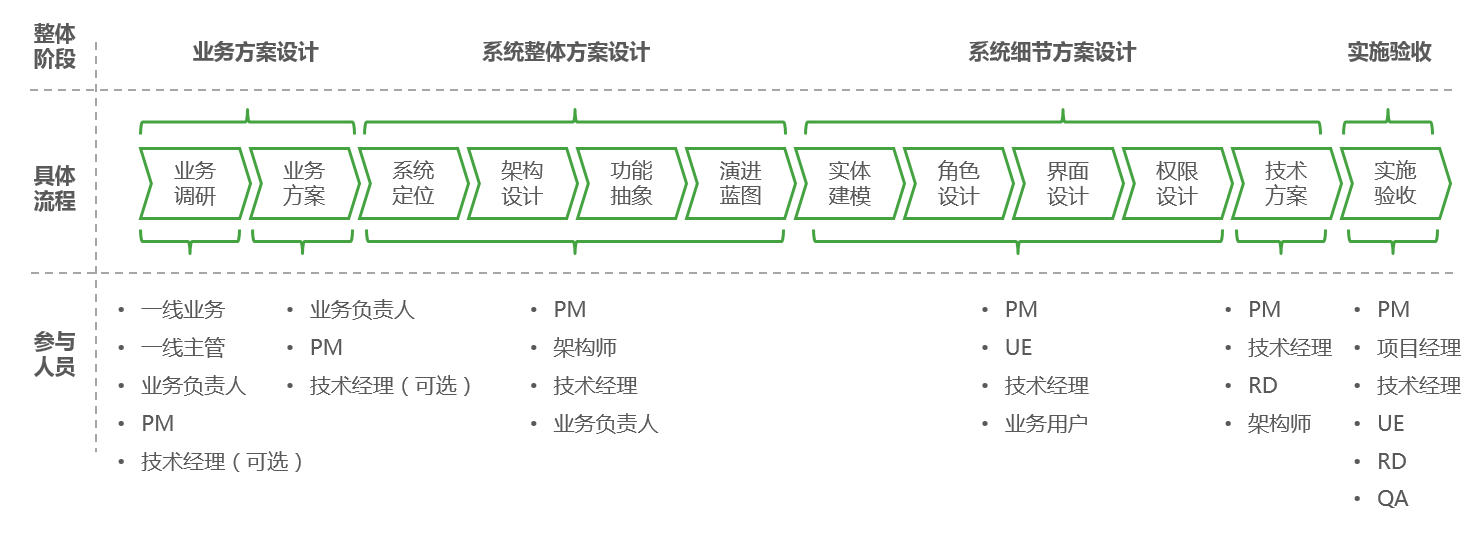 整体
阶段
业务方案设计
系统整体方案设计
系统细节方案设计
实施验收
具体
流程
业务
调研
业务
方案
系统
定位
架构
设计
功能
抽象
演进
蓝图
实体
建模
角色
设计
界面
设计
权限
设计
技术
方案
实施
验收
参与
人员
• 一线业务
• 一线主管
• 业务负责人
• PM
• 技术经理（可选）
• 业务负责人
• PM
• 技术经理（可选）
• PM
• 架构师
• 技术经理
• 业务负责人
• PM
• UE
• 技术经理
• 业务用户
• PM
• 技术经理
• RD
• 架构师
• PM
• 项目经理
• 技术经理
• UE
• RD
• QA